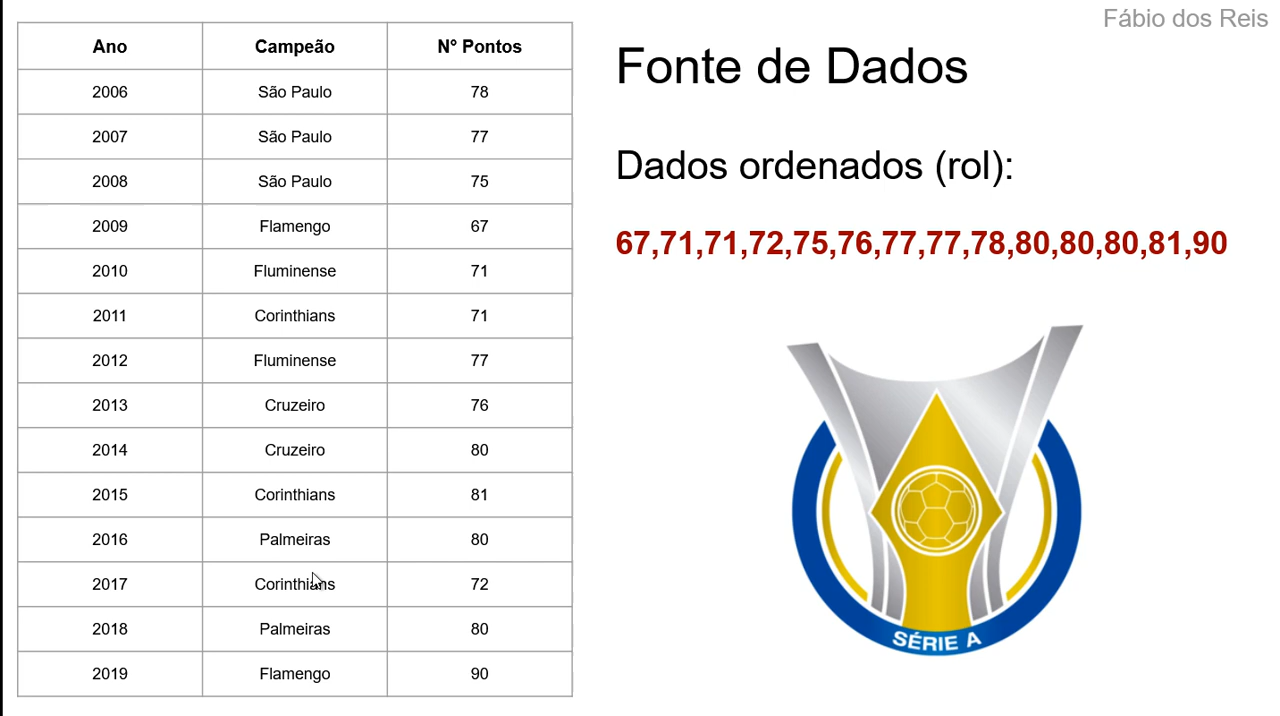 Fábio dos Reis
Ano Campeão Nº Pontos
2006 São Paulo 78
2007 São Paulo 77
2008 São Paulo 75
2009 Flamengo 67
2010 Fluminense 71
2011 Corinthians 71
2012 Fluminense 77
2013 Cruzeiro 76
2014 Cruzeiro 80
2015 Corinthians 81
2016 Palmeiras 80
2017 Corinthians 72
2018 Palmeiras 80
2019 Flamengo 90
Fonte de Dados
Dados ordenados (rol):
67,71,71,72,75,76,77,77,78,80,80,80,81,90
SÉRIE A